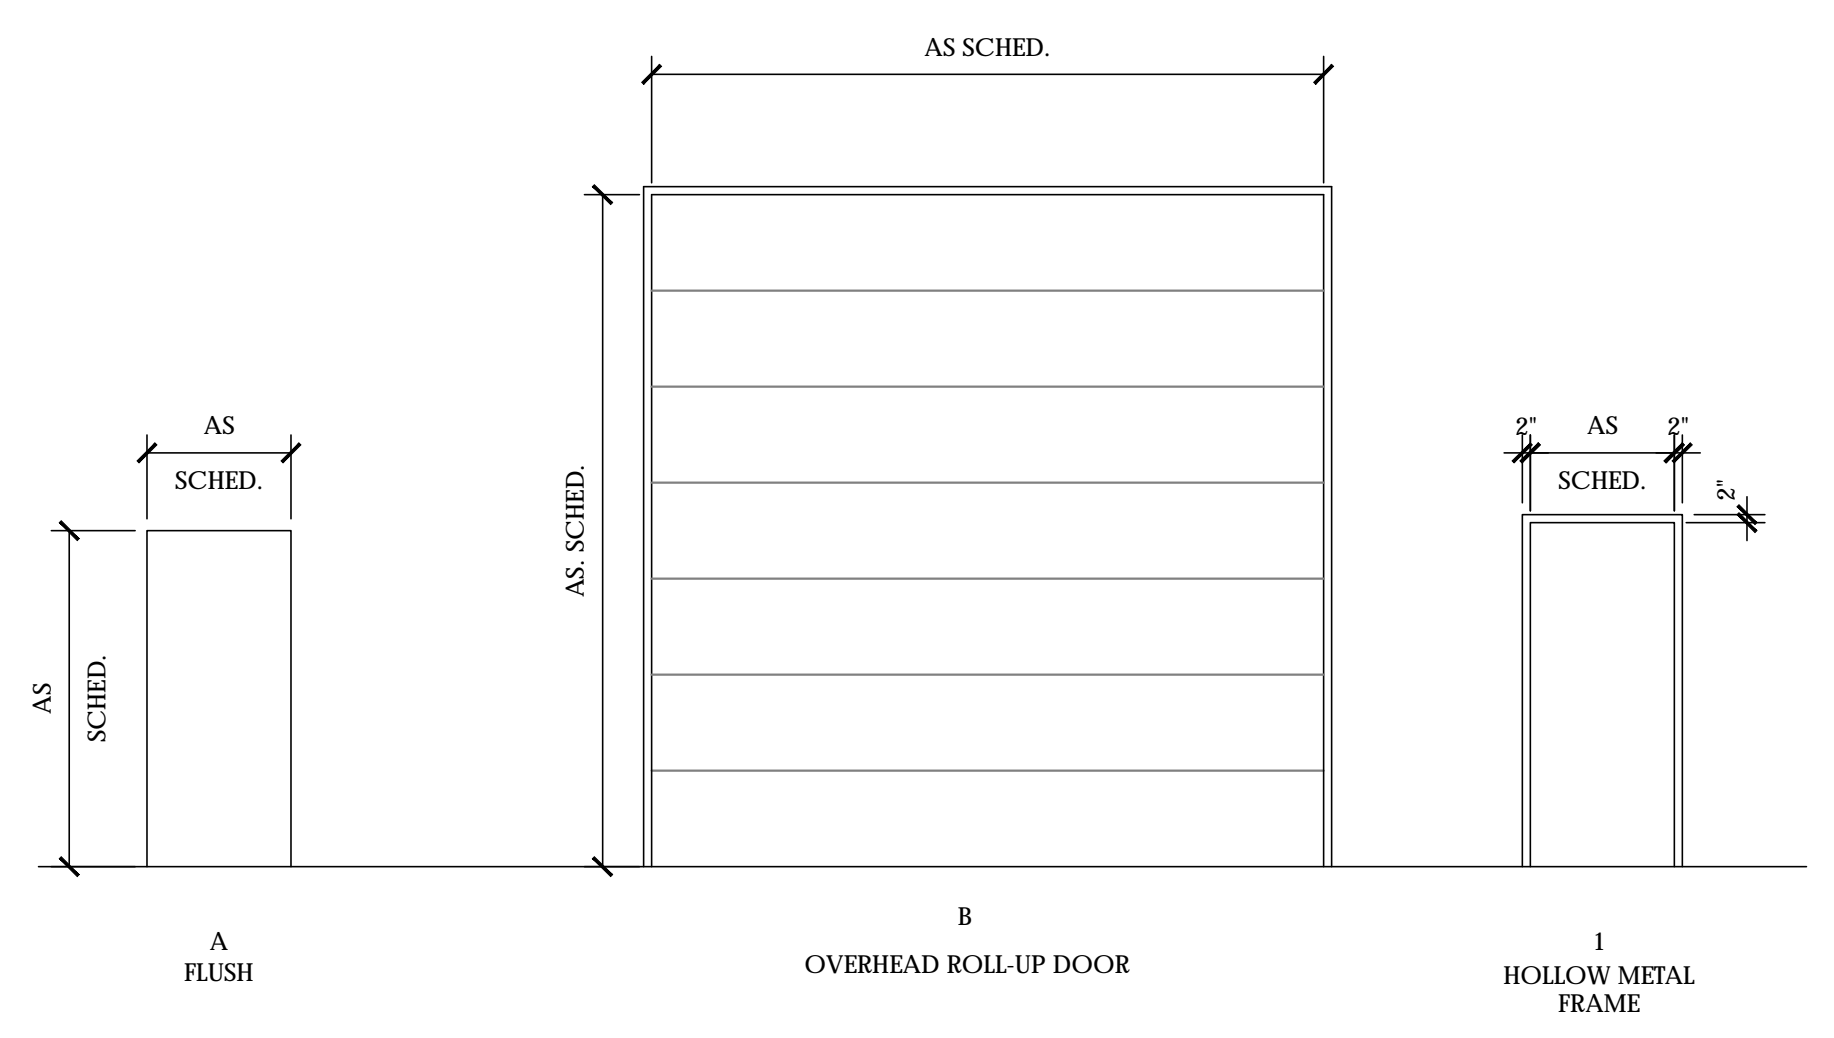 AS SCHED.
AS
SCHED.
AS
SCHED.
AS. SCHED.
2"
AS
2"
SCHED.
2"
A
FLUSH
B
OVERHEAD ROLL-UP DOOR
1
HOLLOW METAL
FRAME